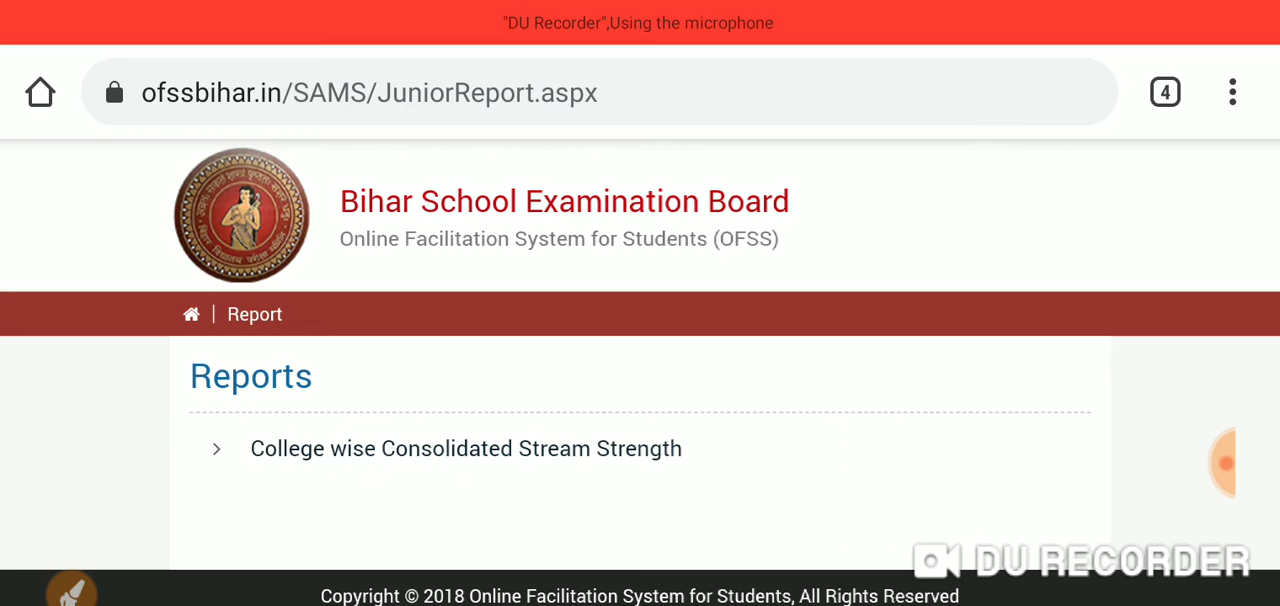 "DU Recorder",Using the microphone
ofssbihar.in/SAMS/JuniorReport.aspx
4
Bihar School Examination Board
Online Facilitation System for Students (OFSS)
| Report
Reports
College wise Consolidated Stream Strength
DU RECORDER
Copyright © 2018 Online Facilitation System for Students, All Rights Reserved